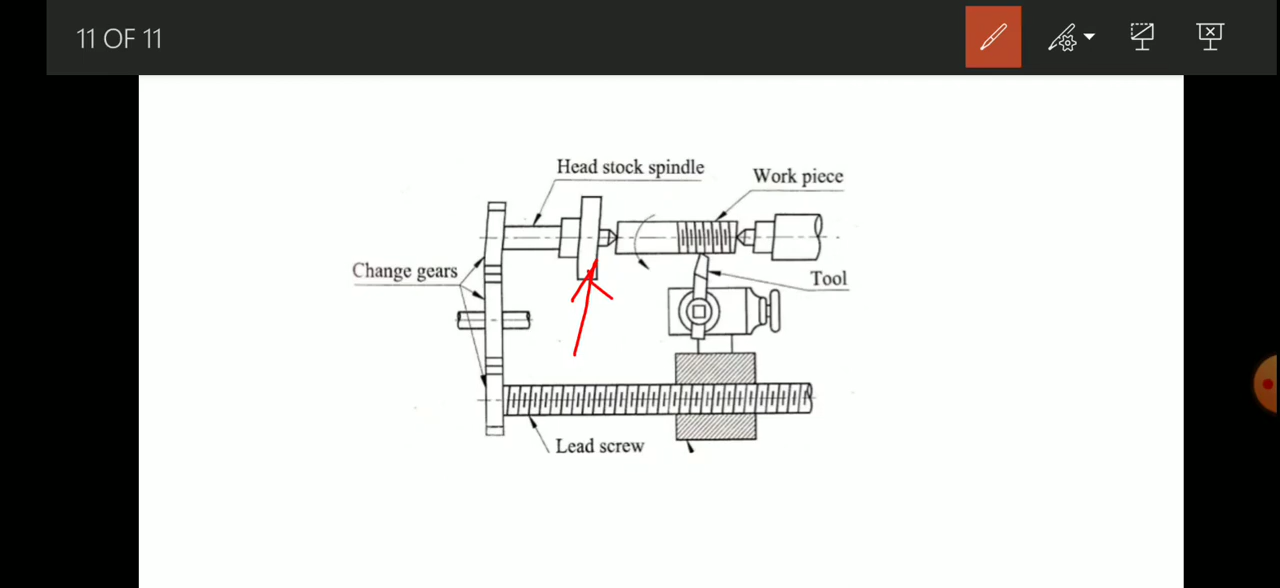 11 OF 11
Head stock spindle
Work piece
Change gears
Tool
Lead screw